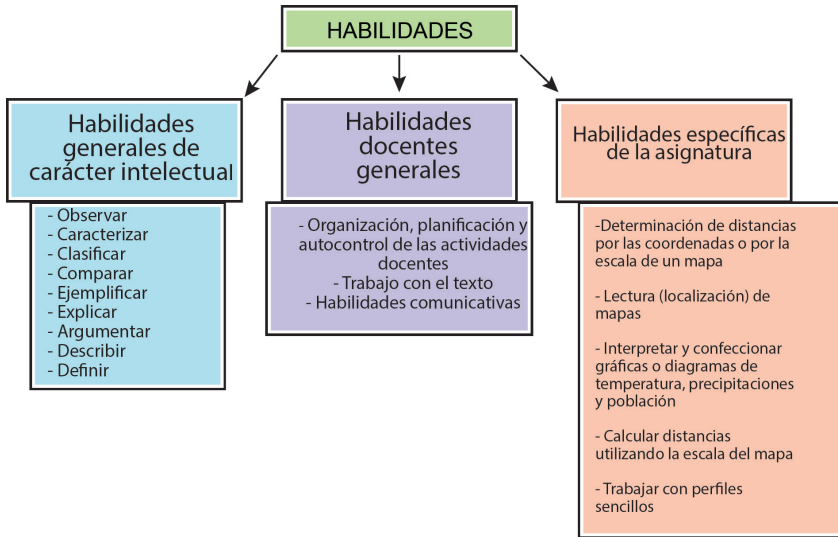 HABILIDADES
Habilidades
generales de
carácter intelectual
- Observar
- Caracterizar
- Clasificar
- Comparar
- Ejemplificar
- Explicar
- Argumentar
- Describir
- Definir
Habilidades
docentes
generales
- Organización, planificación y
autocontrol de las actividades
docentes
- Trabajo con el texto
- Habilidades comunicativas
Habilidades específicas
de la asignatura
-Determinación de distancias
por las coordenadas o por la
escala de un mapa
- Lectura (localización) de
mapas
- Interpretar y confeccionar
gráficas o diagramas de
temperatura, precipitaciones
y población
- Calcular distancias
utilizando la escala del mapa
- Trabajar con perfiles
sencillos